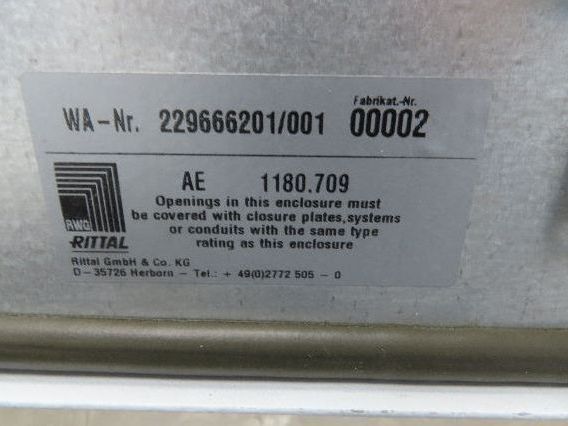 Fabrikat.-Nr.
WA-Nr. 229666201/001 00002
AE 1180.709
Openings in this enclosure must
be covered with closure plates,systems
or conduits with the same type
rating as this enclosure
RWG
RITTAL
Rittal GmbH & Co. KG
D-35726 Herborn - Tel.: + 49(0)2772 505 - 0